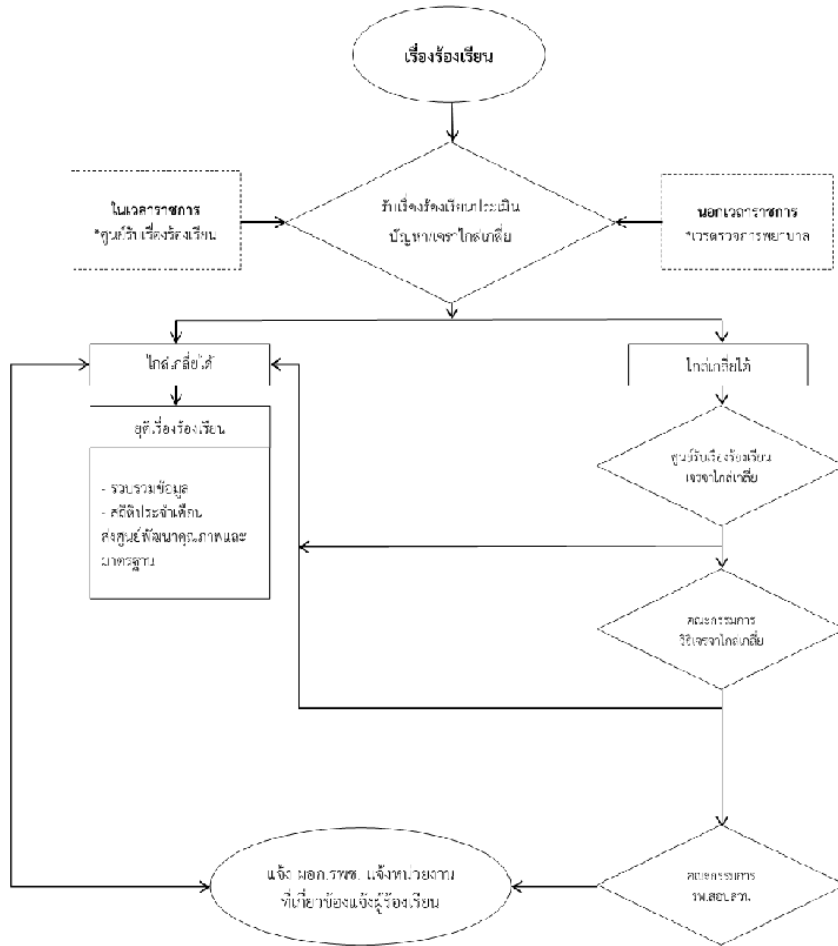 เรื่องร้องเรียน
ในเวลาราชการ
*ศูนย์รับเรื่องร้องเรียน
รับเรื่องร้องเรียนประเมิน
ปัญหา/เจราไกล่เกลี่ย
นอกเวลาราชการ
*เวรตรวจการพยาบาล
ไกล่เกลี่ยได้
ไกล่เกลี่ยได้
ยุติเรื่องร้องเรียน
- รวบรวมข้อมูล
- สถิติประจำเดือน
ส่งศูนย์พัฒนาคุณภาพและ
มาตรฐาน
ศูนย์รับเรื่องร้องเรียน
เจรจาไกล่เกลี่ย
คณะกรรมการ
วิธีเจรจาไกล่เกลี่ย
แจ้ง ผอก.รพช. แจ้งหน่วยงาน
ที่เกี่ยวข้องแจ้งผู้ร้องเรียน
คณะกรรมการ
รพ.สอบสวน